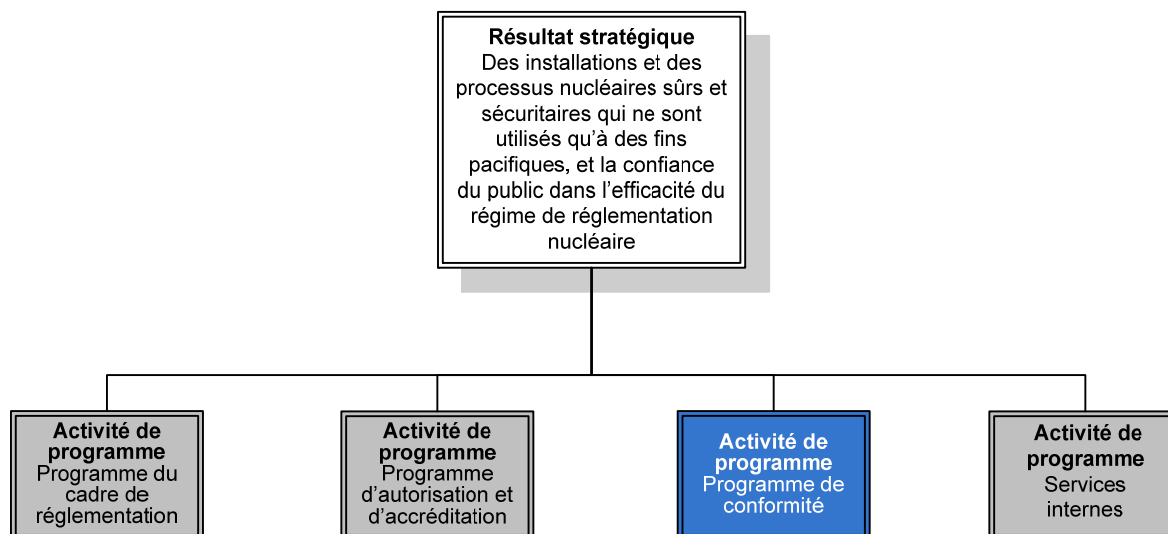 Résultat stratégique
Des installations et des
processus nucléaires sûrs et
sécuritaires qui ne sont
utilisés qu'à des fins
pacifiques, et la confiance
du public dans l'efficacité du
régime de réglementation
nucléaire
Activité de
programme
Programme du
cadre de
réglementation
Activité de
programme
Programme
d'autorisation et
d'accréditation
Activité de
programme
Programme de
conformité
Activité de
programme
Services
internes